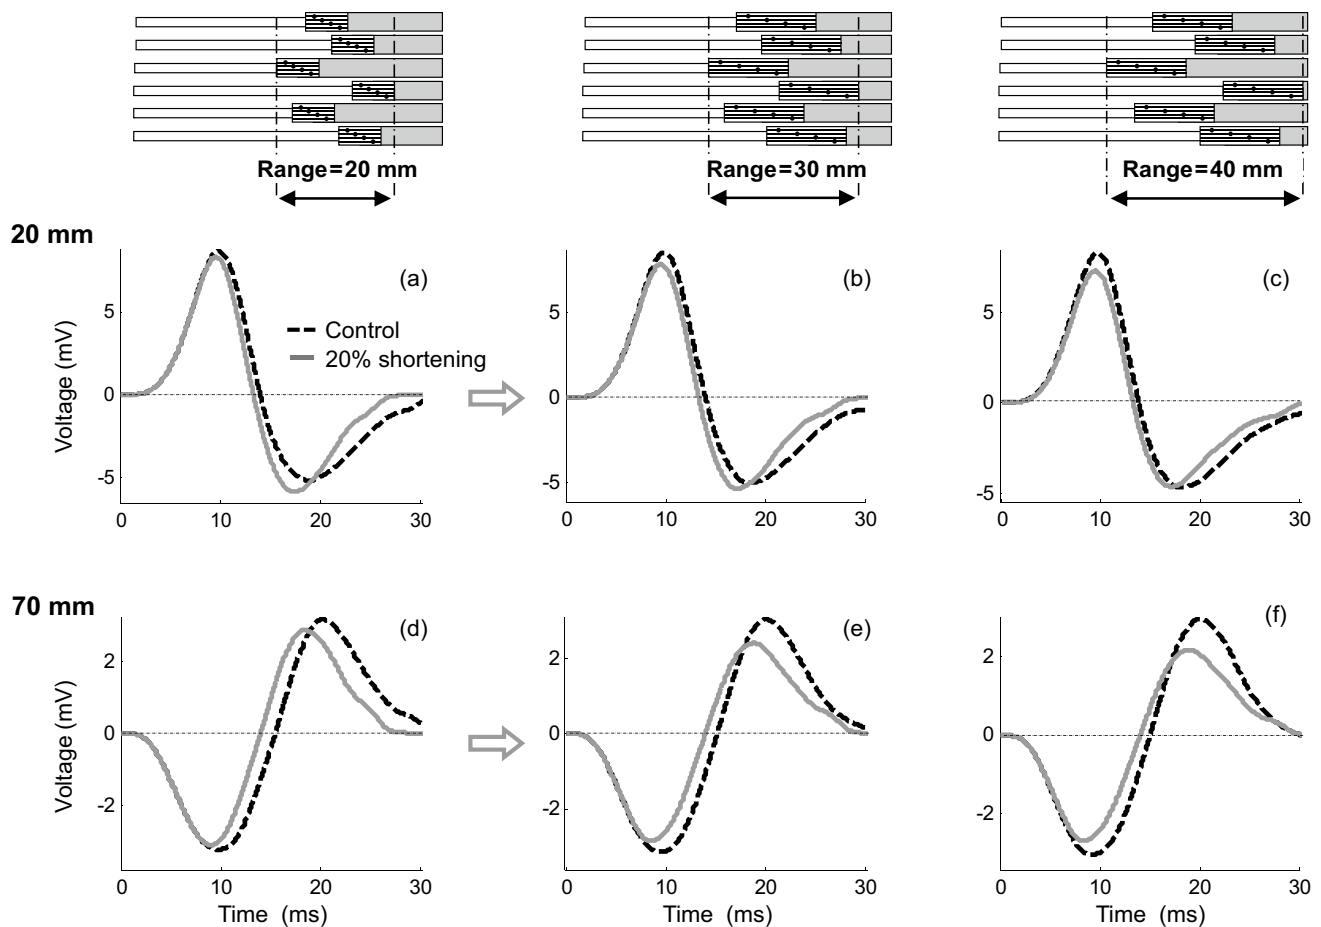 Range=20 mm
Range=30 mm
Range=40 mm
20 mm
(a)
(b)
(c)
Control
20% shortening
Voltage (mV)
5
0
-5
0
10
20
30
5
0
-5
0
10
20
30
5
0
-5
0
10
20
30
70 mm
(d)
(e)
(f)
Voltage (mV)
2
0
-2
0
10
20
30
Time (ms)
2
0
-2
0
10
20
30
Time (ms)
2
0
-2
0
10
20
30
Time (ms)